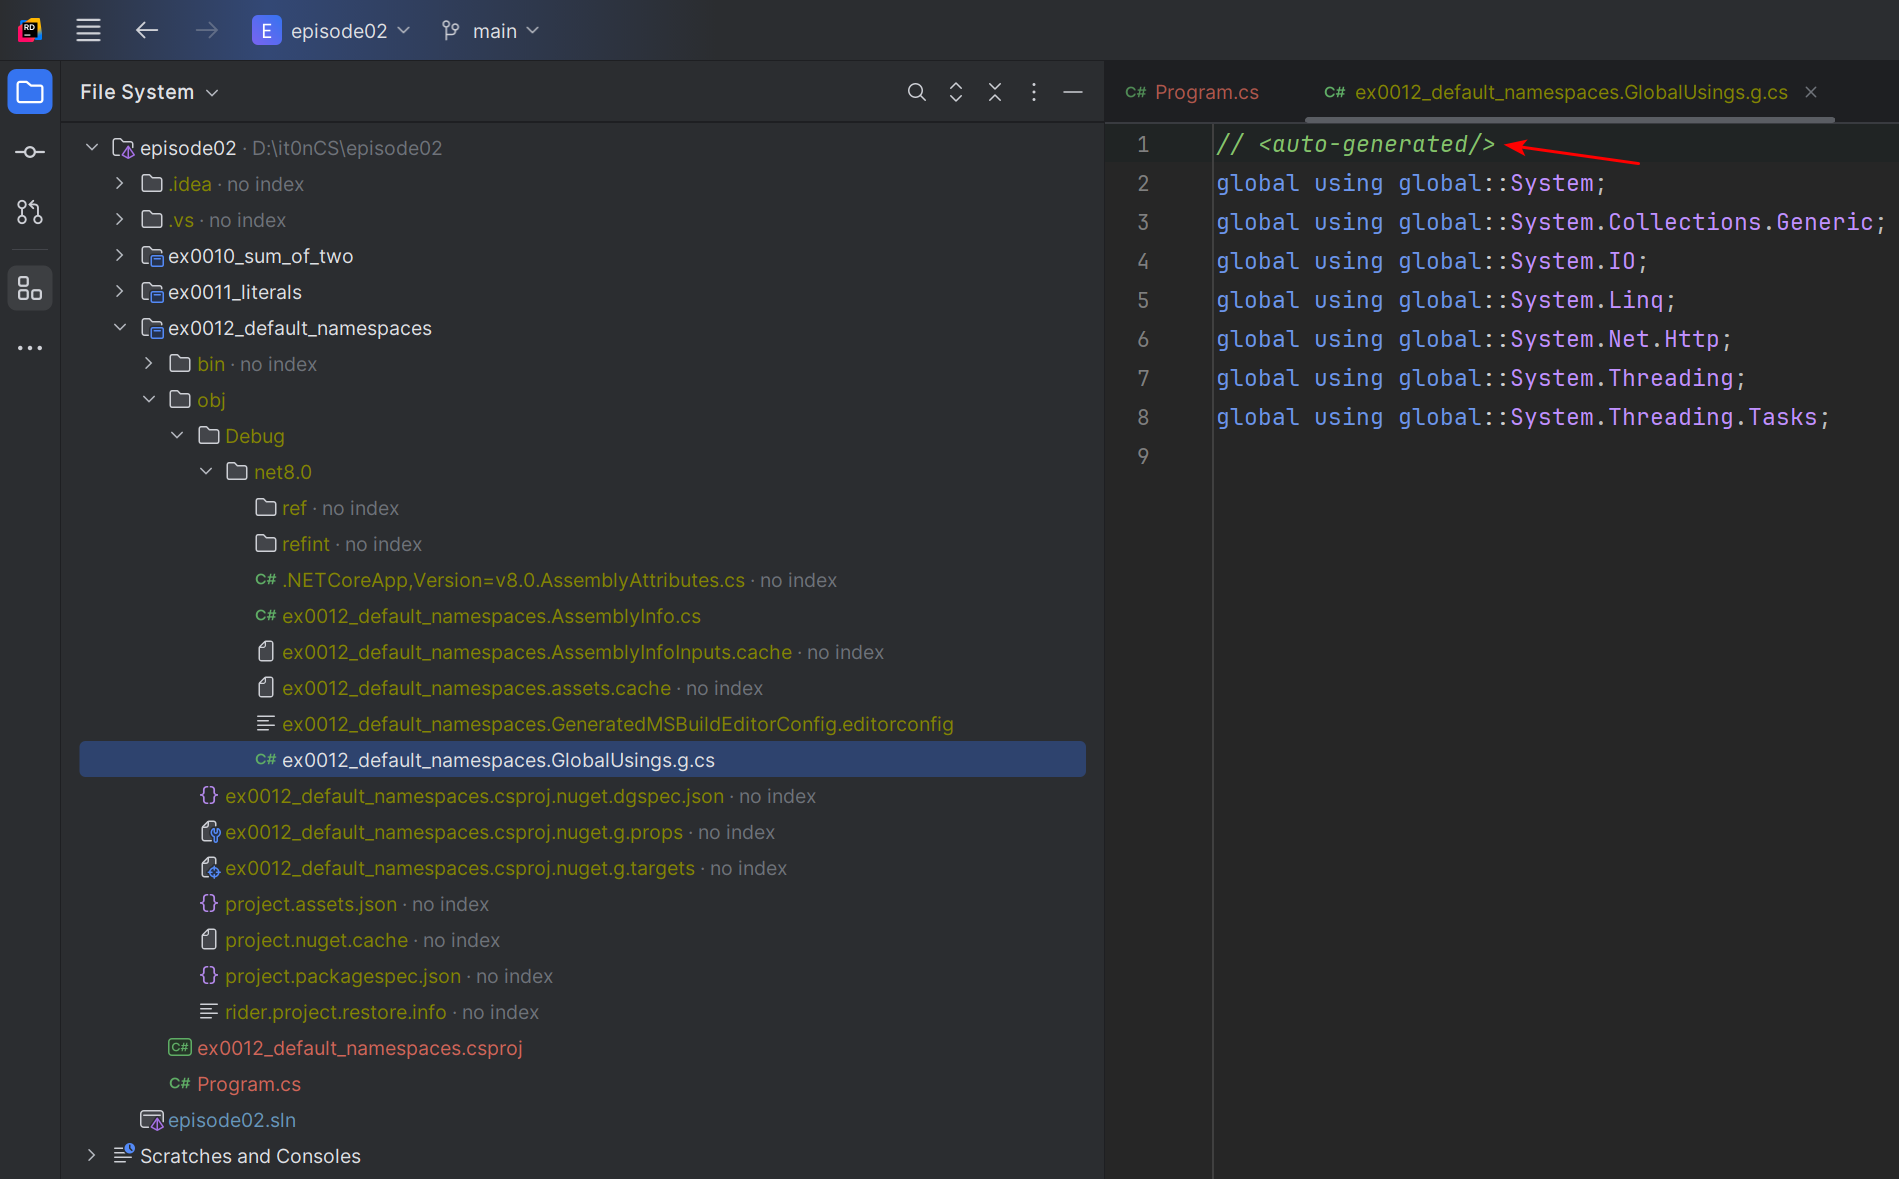 RD
E episode02
main
File System
C# Program.cs
C# ex0012_default_namespaces.GlobalUsings.g.cs
episode02 · D:\it0nCS\episode02
.idea · no index
.vs · no index
ex0010_sum_of_two
ex0011_literals
ex0012_default_namespaces
bin · no index
obj
Debug
net8.0
ref · no index
refint · no index
C# .NETCoreApp,Version=v8.0.AssemblyAttributes.cs · no index
C# ex0012_default_namespaces.AssemblyInfo.cs
ex0012_default_namespaces.AssemblyInfoInputs.cache · no index
ex0012_default_namespaces.assets.cache · no index
ex0012_default_namespaces.GeneratedMSBuildEditorConfig.editorconfig
C# ex0012_default_namespaces.GlobalUsings.g.cs
{} ex0012_default_namespaces.csproj.nuget.dgspec.json · no index
ex0012_default_namespaces.csproj.nuget.g.props · no index
ex0012_default_namespaces.csproj.nuget.g.targets · no index
{} project.assets.json · no index
project.nuget.cache · no index
{} project.packagespec.json · no index
rider.project.restore.info · no index
C# ex0012_default_namespaces.csproj
C# Program.cs
episode02.sln
Scratches and Consoles
1 // <auto-generated/>
2 global using global::System;
3 global using global::System.Collections.Generic;
4 global using global::System.IO;
5 global using global::System.Linq;
6 global using global::System.Net.Http;
7 global using global::System.Threading;
8 global using global::System.Threading.Tasks;
9